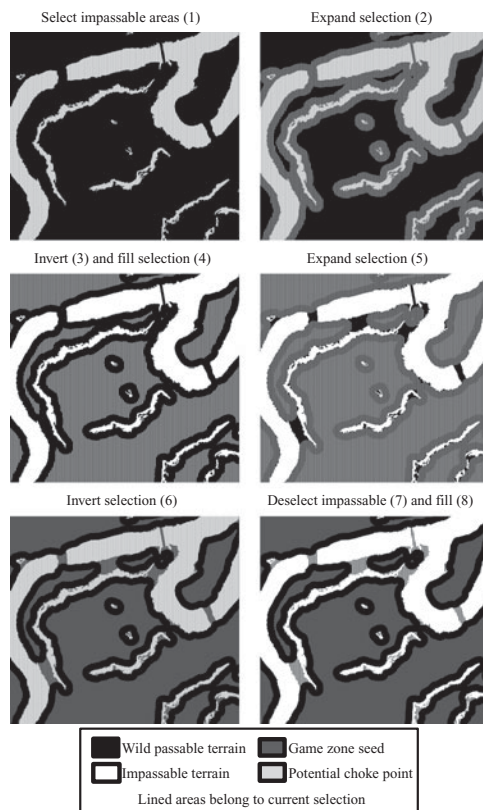 Select impassable areas (1)
Expand selection (2)
Invert (3) and fill selection (4)
Expand selection (5)
Invert selection (6)
Deselect impassable (7) and fill (8)
Wild passable terrain
Game zone seed
Impassable terrain
Potential choke point
Lined areas belong to current selection